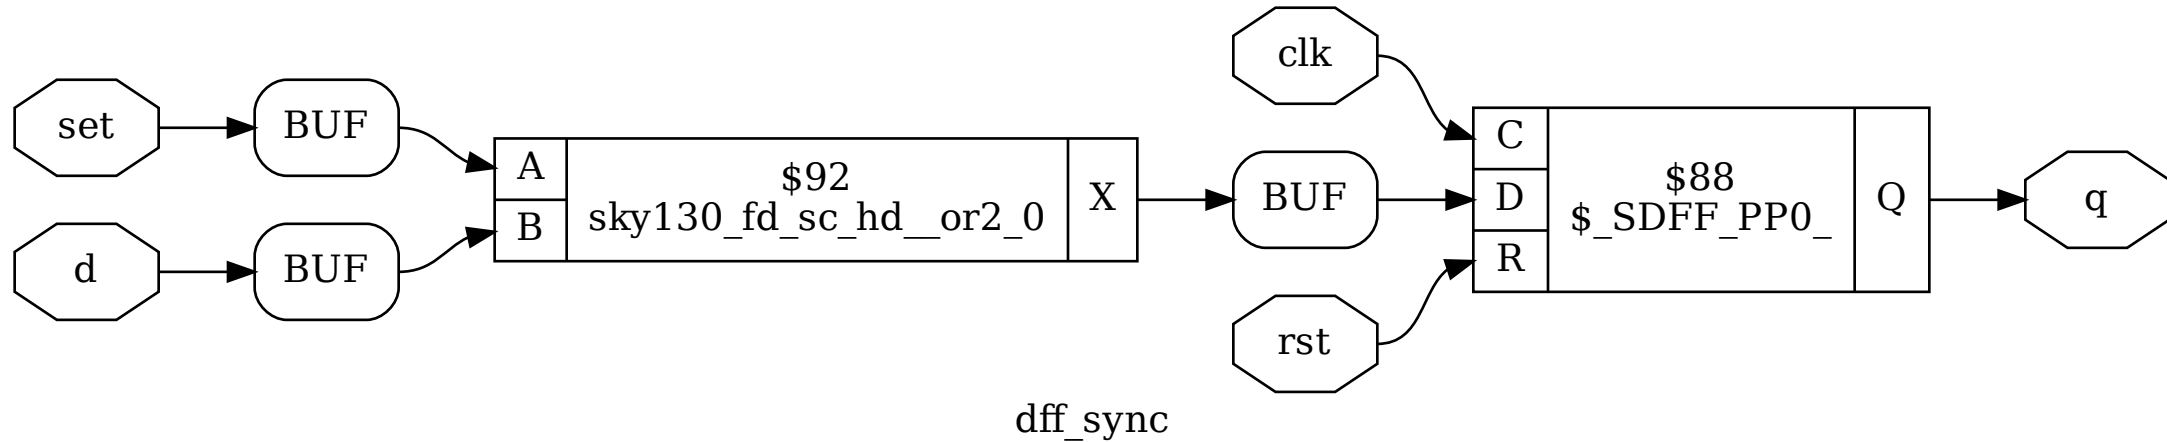 set
BUF
d
BUF
A
B
$92
sky130_fd_sc_hd__or2_0
X
BUF
clk
rst
C
D
R
$88
$_SDFF_PP0_
Q
q
dff_sync